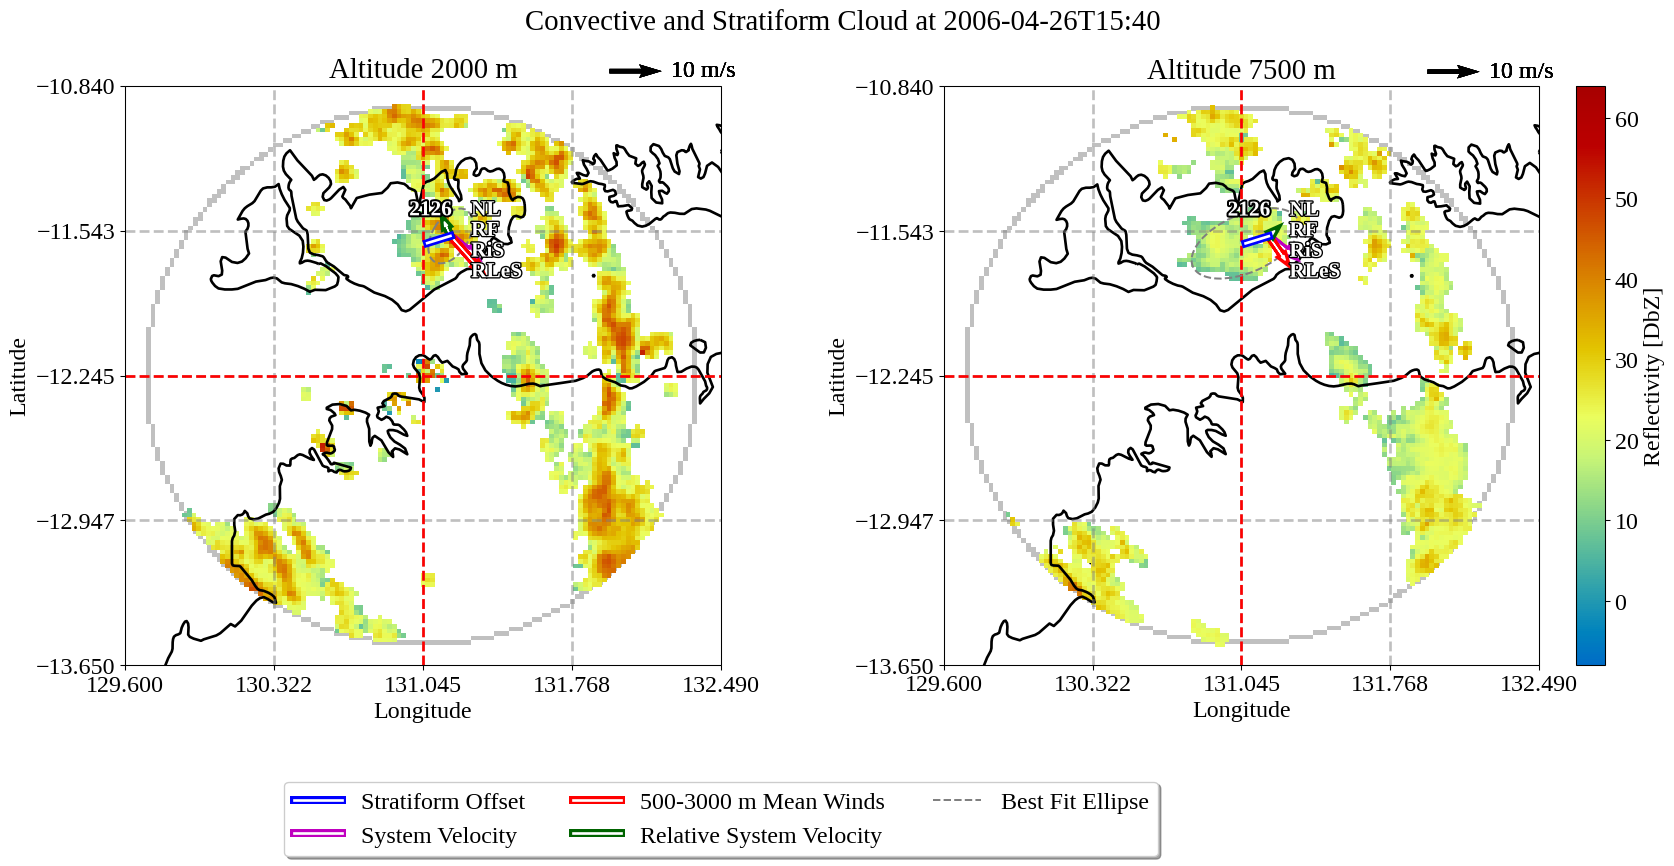 Convective and Stratiform Cloud at 2006-04-26T15:40
Altitude 2000 m
10 m/s
−10.840
−11.543
−12.245
−12.947
−13.650
Latitude
2126
NL
RF
RiS
RLeS
129.600
130.322
131.045
131.768
132.490
Longitude
Altitude 7500 m
10 m/s
−10.840
−11.543
−12.245
−12.947
−13.650
Latitude
2126
NL
RF
RiS
RLeS
129.600
130.322
131.045
131.768
132.490
Longitude
60
50
40
30
20
10
0
Reflectivity [DbZ]
Stratiform Offset
System Velocity
500-3000 m Mean Winds
Relative System Velocity
Best Fit Ellipse